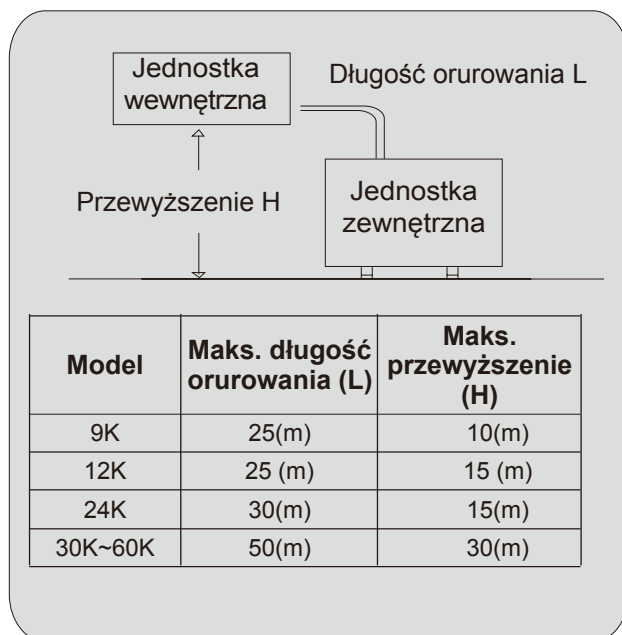 Jednostka
wewnętrzna
Długość orurowania L
Przewyższenie H
Jednostka
zewnętrzna
Model Maks. długość orurowania (L) Maks. przewyższenie (H)
9K 25(m) 10(m)
12K 25 (m) 15 (m)
24K 30(m) 15(m)
30K~60K 50(m) 30(m)